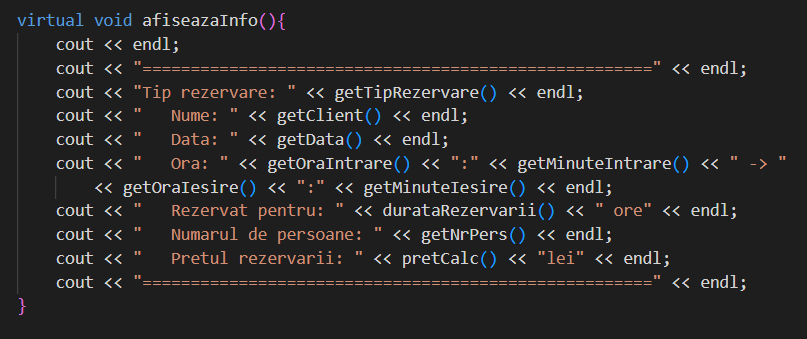 virtual void afiseazaInfo(){
    cout << endl;
    cout << "=====================================================" << endl;
    cout << "Tip rezervare: " << getTipRezervare() << endl;
    cout << "   Nume: " << getClient() << endl;
    cout << "   Data: " << getData() << endl;
    cout << "   Ora: " << getOraIntrare() << ":" << getMinuteIntrare() << " -> "
        << getOraIesire() << ":" << getMinuteIesire() << endl;
    cout << "   Rezervat pentru: " << durataRezervarii() << " ore" << endl;
    cout << "   Numarul de persoane: " << getNrPers() << endl;
    cout << "   Pretul rezervarii: " << pretCalc() << "lei" << endl;
    cout << "=====================================================" << endl;
}